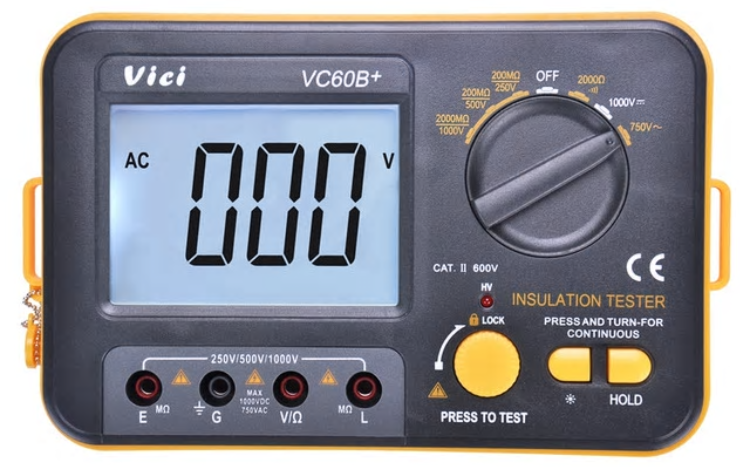 Vici VC60B+
AC 000 V
OFF
200MΩ
250V
200MΩ
500V
2000MΩ
1000V
2000Ω
1000V
750V~
CAT. II 600V
CE
HV
LOCK
INSULATION TESTER
PRESS AND TURN-FOR
CONTINUOUS
HOLD
PRESS TO TEST
250V/500V/1000V
MAX
1000VDC
750VAC
E MΩ G V/Ω MΩ L